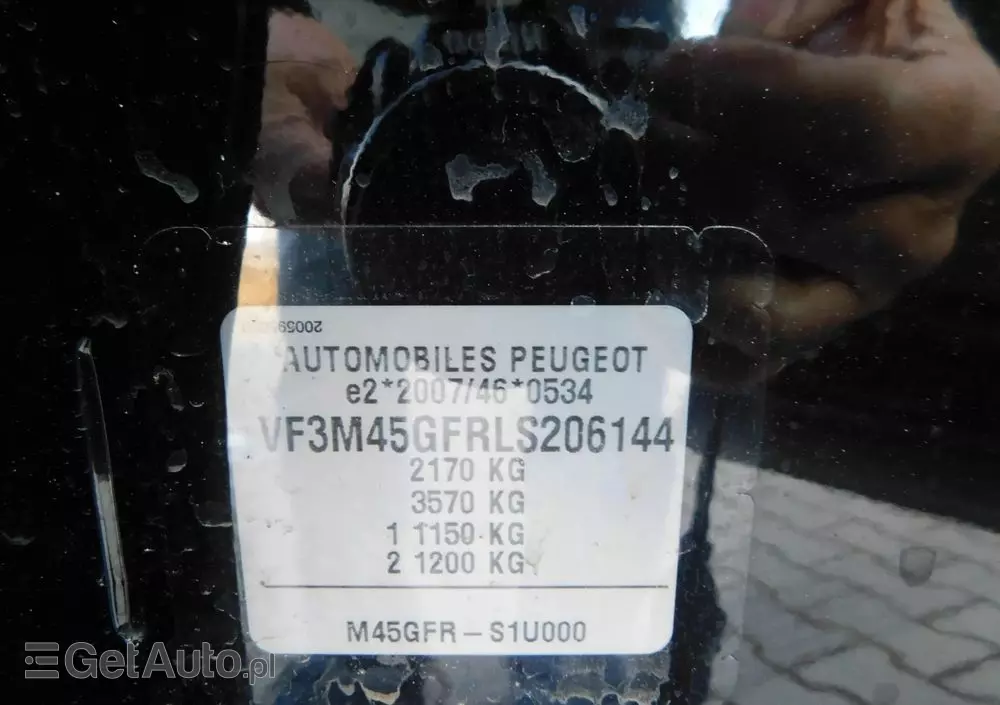 AUTOMOBILES PEUGEOT
e2*2007/46*0534
VF3M45GFRLS206144
2170 KG
3570 KG
1 1150 KG
2 1200 KG
M45GFR-S1U000
GetAuto.pl